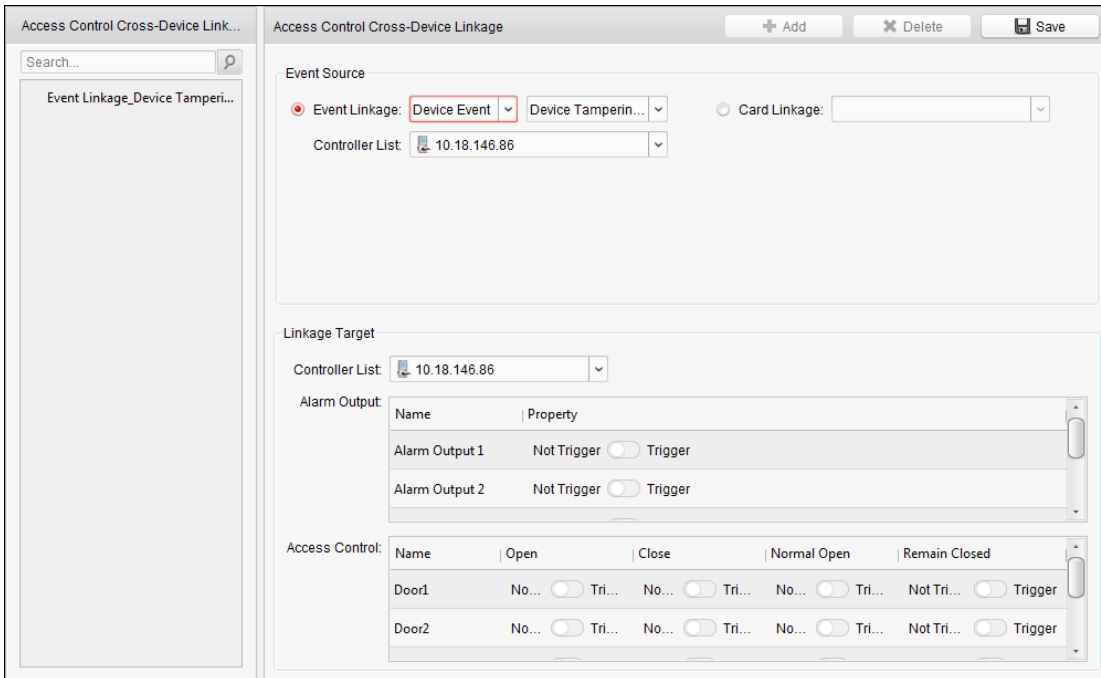 Access Control Cross-Device Link...
Search...
Event Linkage_Device Tamperi...
Access Control Cross-Device Linkage
Add Delete Save
Event Source
Event Linkage: Device Event Device Tamperin... Card Linkage:
Controller List: 10.18.146.86
Linkage Target
Controller List: 10.18.146.86
Alarm Output:
Name Property
Alarm Output 1 Not Trigger Trigger
Alarm Output 2 Not Trigger Trigger
Access Control:
Name Open Close Normal Open Remain Closed
Door1 No... Tri... No... Tri... No... Tri... Not Tri... Trigger
Door2 No... Tri... No... Tri... No... Tri... Not Tri... Trigger